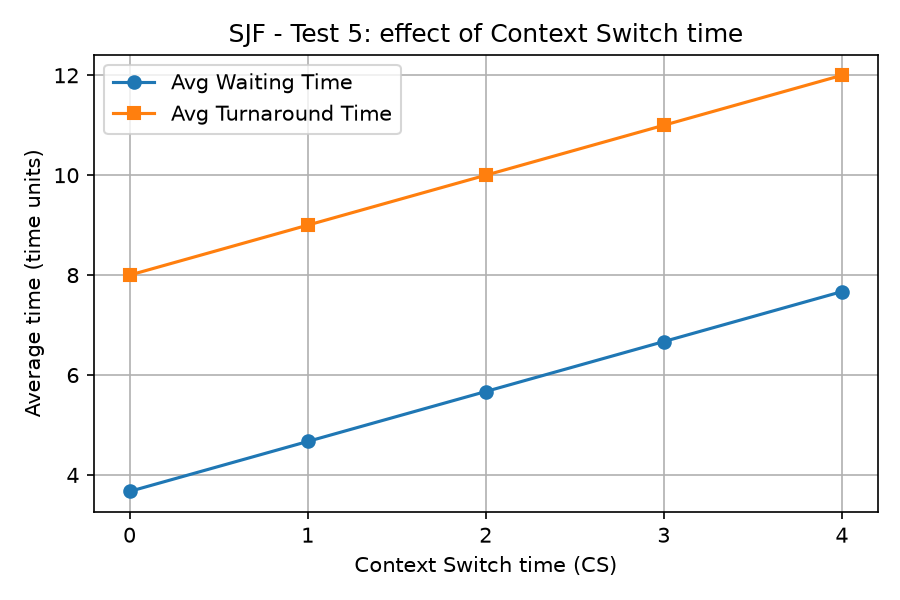 SJF - Test 5: effect of Context Switch time
Avg Waiting Time
Avg Turnaround Time
Average time (time units)
12
10
8
6
4
0 1 2 3 4
Context Switch time (CS)